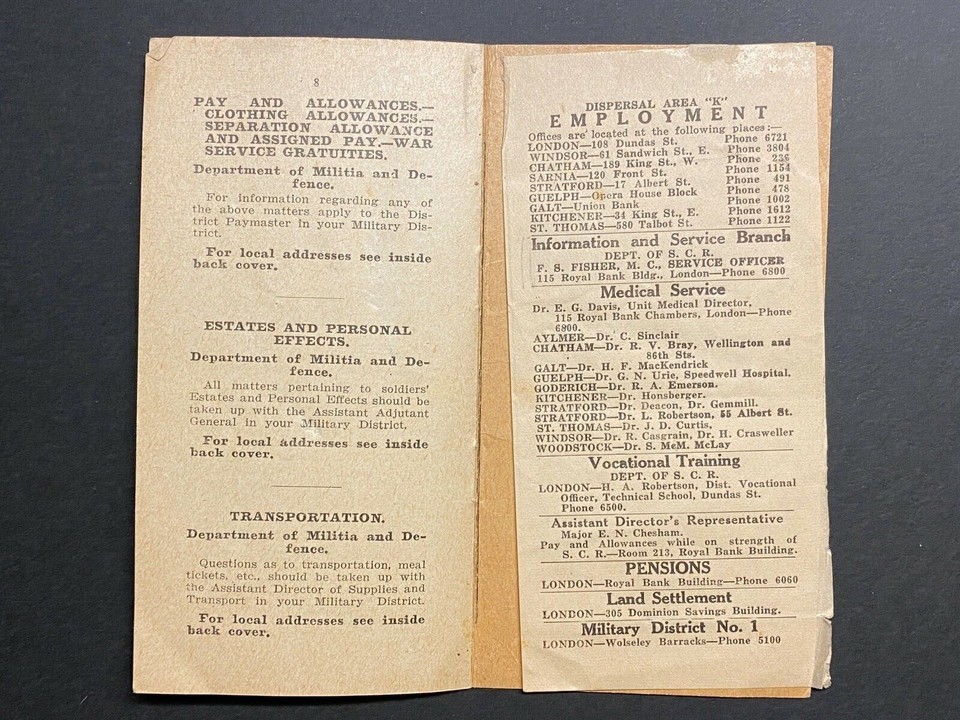 8
PAY AND ALLOWANCES.—
CLOTHING ALLOWANCES.—
SEPARATION ALLOWANCE
AND ASSIGNED PAY.—WAR
SERVICE GRATUITIES.
Department of Militia and De-
fence.
For information regarding any of
the above matters apply to the Dis-
trict Paymaster in your Military Dis-
trict.
For local addresses see inside
back cover.
ESTATES AND PERSONAL
EFFECTS.
Department of Militia and De-
fence.
All matters pertaining to soldiers'
Estates and Personal Effects should be
taken up with the Assistant Adjutant
General in your Military District.
For local addresses see inside
back cover.
TRANSPORTATION.
Department of Militia and De-
fence.
Questions as to transportation, meal
tickets, etc., should be taken up with
the Assistant Director of Supplies and
Transport in your Military District.
For local addresses see inside
back cover.
DISPERSAL AREA "K"
EMPLOYMENT
Offices are located at the following places:—
LONDON—108 Dundas St. Phone 6721
WINDSOR—61 Sandwich St., E. Phone 3804
CHATHAM—189 King St., W. Phone 236
SARNIA—120 Front St. Phone 1154
STRATFORD—17 Albert St. Phone 491
GUELPH—Opera House Block Phone 478
GALT—Union Bank Phone 1002
KITCHENER—34 King St., E. Phone 1612
ST. THOMAS—580 Talbot St. Phone 1122
Information and Service Branch
DEPT. OF S. C. R.
F. S. FISHER, M. C., SERVICE OFFICER
115 Royal Bank Bldg., London—Phone 6800
Medical Service
Dr. E. G. Davis, Unit Medical Director,
115 Royal Bank Chambers, London—Phone
6800.
AYLMER—Dr. C. Sinclair
CHATHAM—Dr. R. V. Bray, Wellington and
86th Sts.
GALT—Dr. H. F. MacKendrick
GUELPH—Dr. G. N. Urie, Speedwell Hospital.
GODERICH—Dr. R. A. Emerson.
KITCHENER—Dr. Honsberger.
STRATFORD—Dr. Deacon, Dr. Gemmill.
STRATFORD—Dr. L. Robertson, 55 Albert St.
ST. THOMAS—Dr. J. D. Curtis,
WINDSOR—Dr. R. Casgrain, Dr. H. Crasweller
WOODSTOCK—Dr. S. MeM. McLay
Vocational Training
DEPT. OF S. C. R.
LONDON—H. A. Robertson, Dist. Vocational
Officer, Technical School, Dundas St.
Phone 6500.
Assistant Director's Representative
Major E. N. Chesham.
Pay and Allowances while on strength of
S. C. R.—Room 213, Royal Bank Building.
PENSIONS
LONDON—Royal Bank Building—Phone 6060
Land Settlement
LONDON—305 Dominion Savings Building.
Military District No. 1
LONDON—Wolseley Barracks—Phone 5100